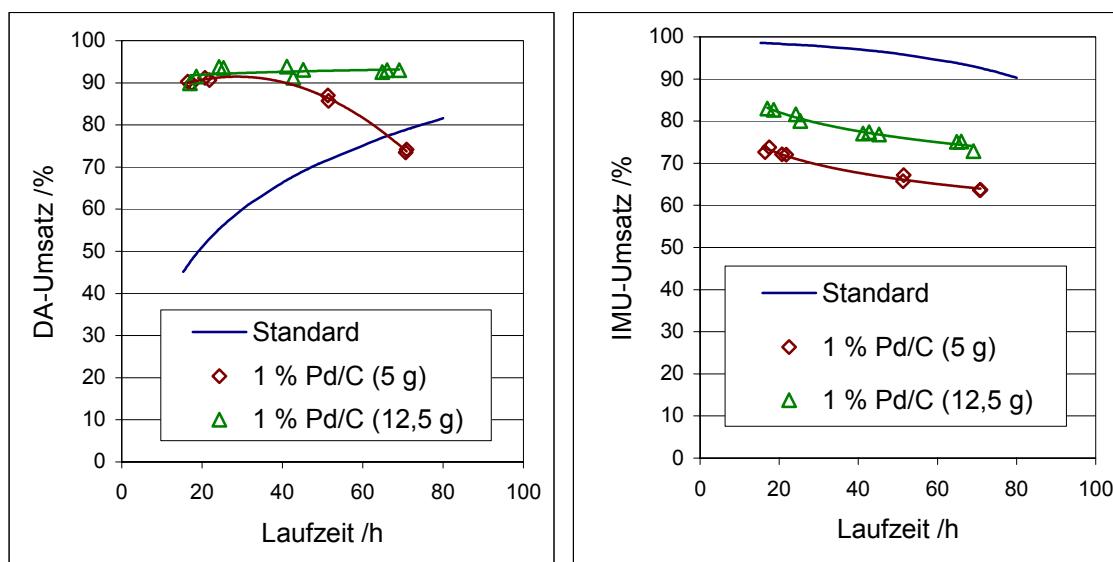 DA-Umsatz /%
100
90
80
70
60
50
40
30
20
10
0
0 20 40 60 80 100
Laufzeit /h
Standard
1 % Pd/C (5 g)
1 % Pd/C (12,5 g)
IMU-Umsatz /%
100
90
80
70
60
50
40
30
20
10
0
0 20 40 60 80 100
Laufzeit /h
Standard
1 % Pd/C (5 g)
1 % Pd/C (12,5 g)